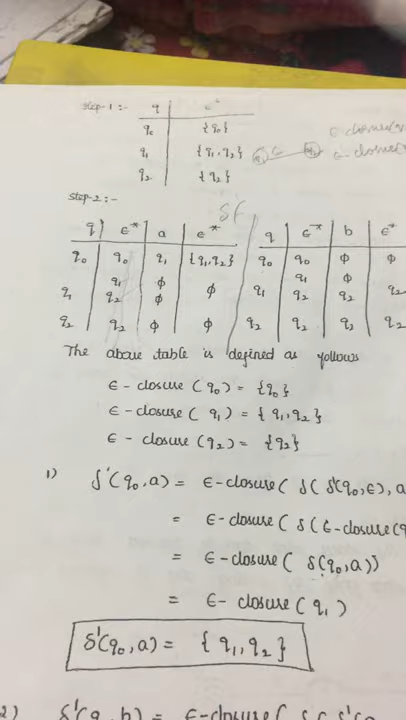 Step-1 :- q ε*
q0 {q0}
q1 {q1, q2}
q2 {q2}
ε-closure(
ε-closure(
Step-2 :-
q ε* a ε*
q0 q0 q1 {q1, q2}
q1 q1 ϕ ϕ
q2 ϕ
q2 q2 ϕ ϕ
q ε* b ε*
q0 q0 ϕ ϕ
q1 q1 ϕ q2
q2 q2
q2 q2 q2 q2
The above table is defined as follows
ε-closure(q0) = {q0}
ε-closure(q1) = {q1, q2}
ε-closure(q2) = {q2}
1) δ'(q0, a) = ε-closure(δ(δ'(q0, ε), a
= ε-closure(δ(ε-closure(q
= ε-closure(δ(q0, a))
= ε-closure(q1)
δ'(q0, a) = {q1, q2}
2) δ'(q0, b) = ε-closure(δ(δ'(q0